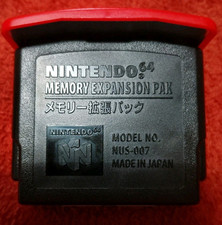 NINTENDO64
MEMORY EXPANSION PAK
メモリー拡張パック
NINTENDO64
MODEL NO.
NUS-007
MADE IN JAPAN